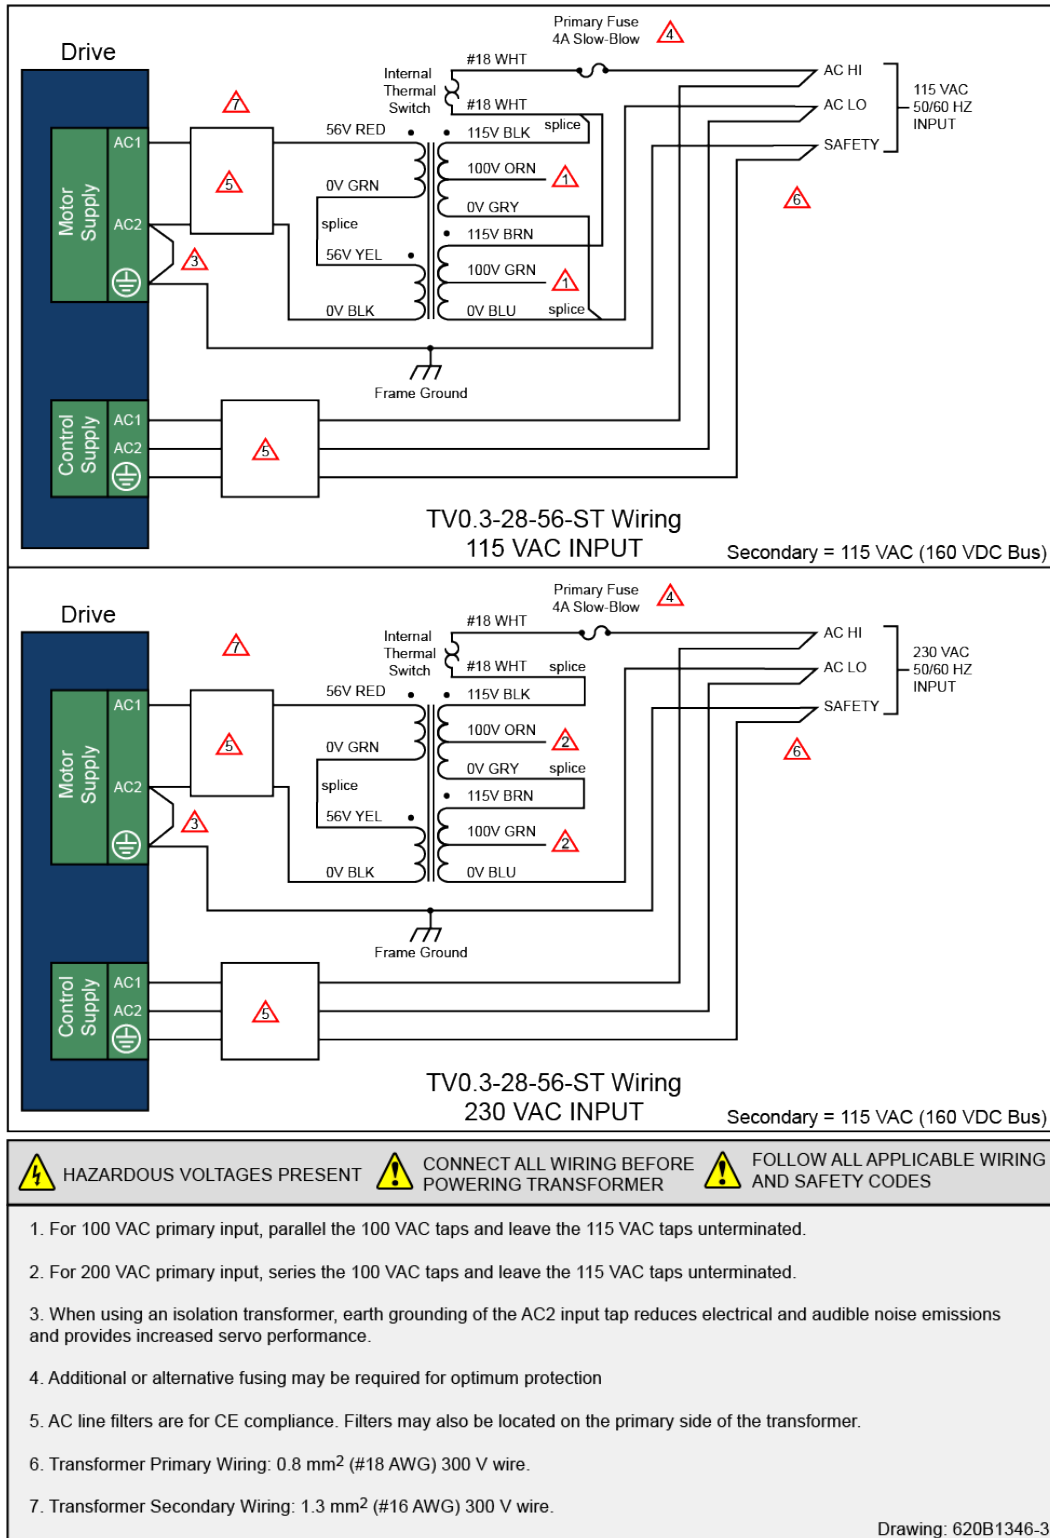 Primary Fuse
4A Slow-Blow
4
Drive
#18 WHT
AC HI
Internal
Thermal
Switch
115 VAC
50/60 HZ
INPUT
7
#18 WHT
AC LO
56V RED
115V BLK
splice
SAFETY
AC1
Motor
Supply
5
100V ORN
1
0V GRN
6
0V GRY
AC2
splice
115V BRN
3
56V YEL
100V GRN
1
0V BLK
0V BLU
splice
Frame Ground
Control
Supply
AC1
AC2
5
TV0.3-28-56-ST Wiring
115 VAC INPUT
Secondary = 115 VAC (160 VDC Bus)
Primary Fuse
4A Slow-Blow
4
Drive
#18 WHT
AC HI
Internal
Thermal
Switch
230 VAC
50/60 HZ
INPUT
7
#18 WHT
splice
AC LO
56V RED
115V BLK
SAFETY
AC1
Motor
Supply
5
100V ORN
2
0V GRN
6
0V GRY
splice
AC2
splice
115V BRN
3
56V YEL
100V GRN
2
0V BLK
0V BLU
Frame Ground
Control
Supply
AC1
AC2
5
TV0.3-28-56-ST Wiring
230 VAC INPUT
Secondary = 115 VAC (160 VDC Bus)
HAZARDOUS VOLTAGES PRESENT
CONNECT ALL WIRING BEFORE
POWERING TRANSFORMER
FOLLOW ALL APPLICABLE WIRING
AND SAFETY CODES
1. For 100 VAC primary input, parallel the 100 VAC taps and leave the 115 VAC taps unterminated.
2. For 200 VAC primary input, series the 100 VAC taps and leave the 115 VAC taps unterminated.
3. When using an isolation transformer, earth grounding of the AC2 input tap reduces electrical and audible noise emissions
and provides increased servo performance.
4. Additional or alternative fusing may be required for optimum protection
5. AC line filters are for CE compliance. Filters may also be located on the primary side of the transformer.
6. Transformer Primary Wiring: 0.8 mm² (#18 AWG) 300 V wire.
7. Transformer Secondary Wiring: 1.3 mm² (#16 AWG) 300 V wire.
Drawing: 620B1346-3